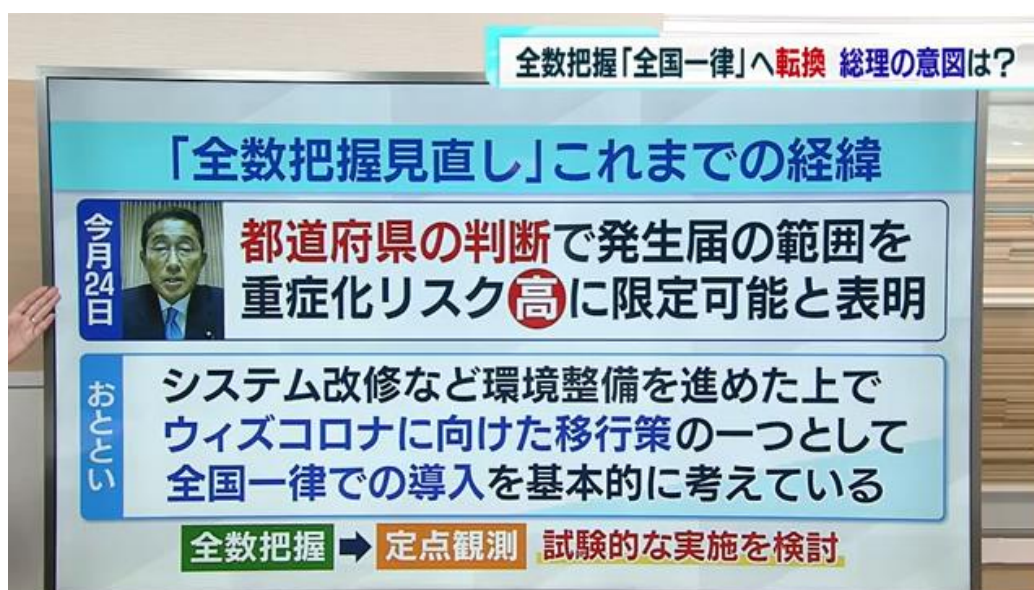 全数把握「全国一律」へ転換 総理の意図は?
「全数把握見直し」これまでの経緯
今月24日
都道府県の判断で発生届の範囲を
重症化リスク高に限定可能と表明
おととい
システム改修など環境整備を進めた上で
ウィズコロナに向けた移行策の一つとして
全国一律での導入を基本的に考えている
全数把握➡定点観測 試験的な実施を検討